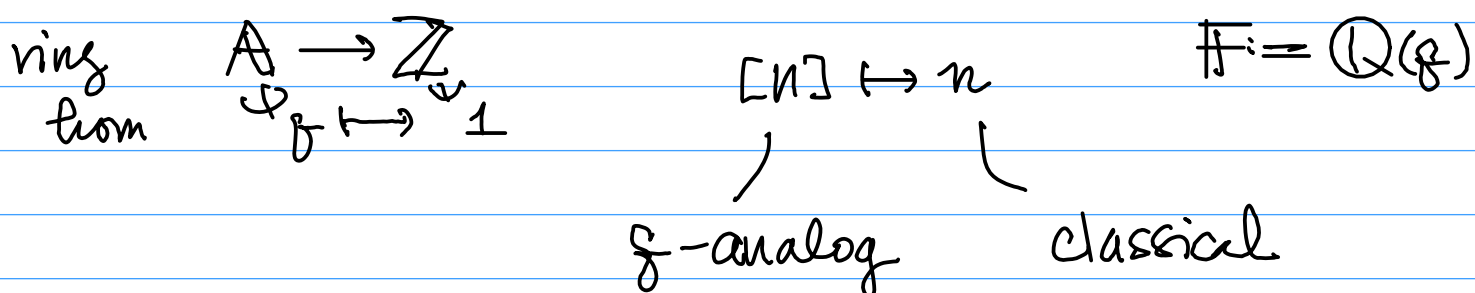 ring 𝔸 ⟶ ℤ [n] ↦ n 𝔽 := ℚ(q)
hom ∪ q ⟼ 1
q-analog classical